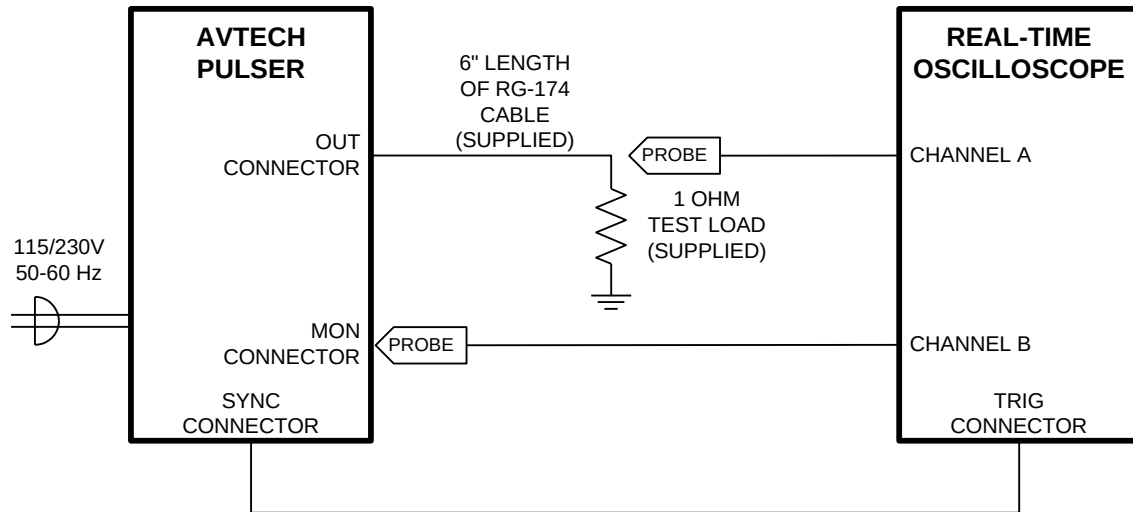 AVTECH
PULSER
6" LENGTH
OF RG-174
CABLE
(SUPPLIED)
REAL-TIME
OSCILLOSCOPE
OUT
CONNECTOR
PROBE
CHANNEL A
1 OHM
TEST LOAD
(SUPPLIED)
115/230V
50-60 Hz
MON
CONNECTOR
PROBE
CHANNEL B
SYNC
CONNECTOR
TRIG
CONNECTOR